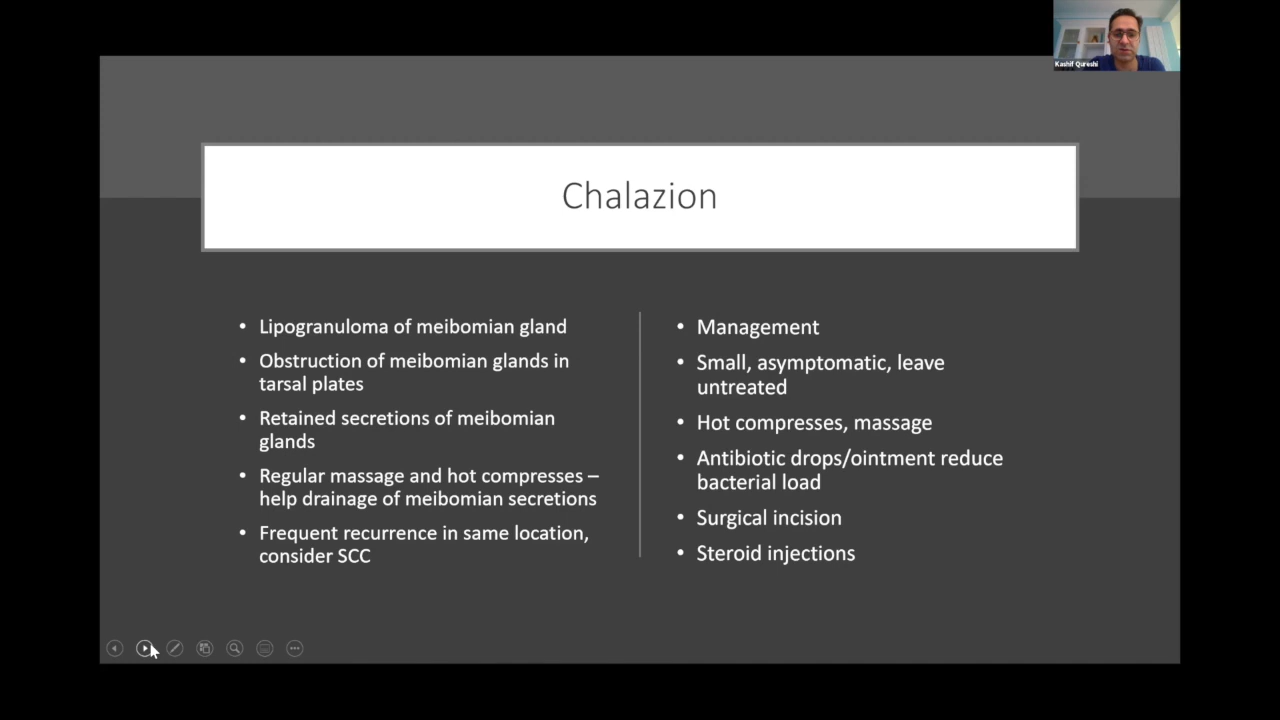 Kashif Qureshi
Chalazion
• Lipogranuloma of meibomian gland
• Obstruction of meibomian glands in
tarsal plates
• Retained secretions of meibomian
glands
• Regular massage and hot compresses –
help drainage of meibomian secretions
• Frequent recurrence in same location,
consider SCC
• Management
• Small, asymptomatic, leave
untreated
• Hot compresses, massage
• Antibiotic drops/ointment reduce
bacterial load
• Surgical incision
• Steroid injections